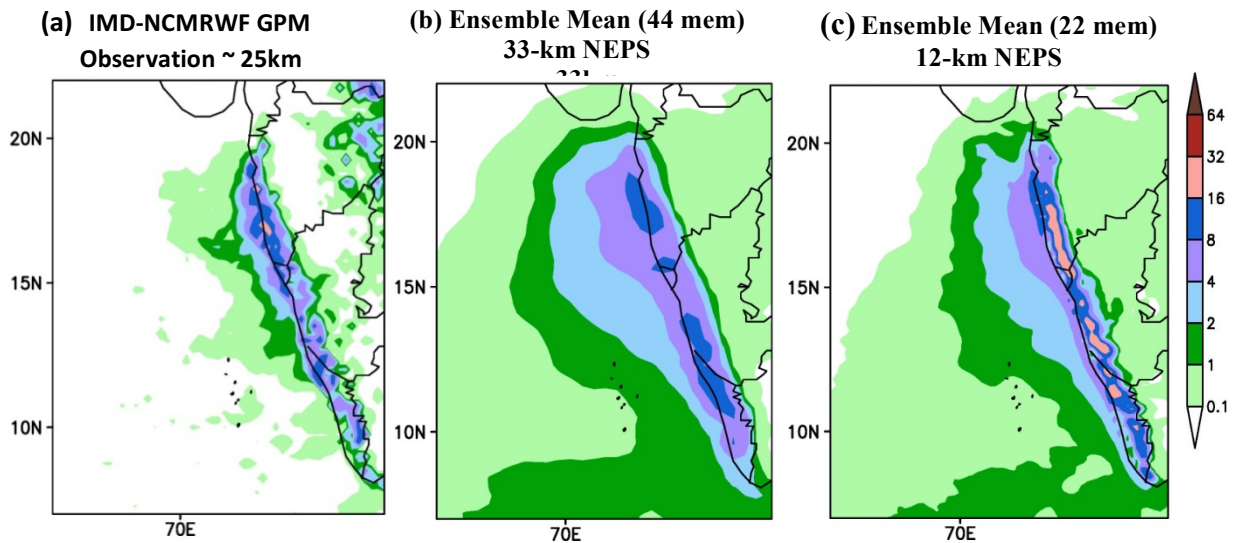 (a) IMD-NCMRWF GPM
Observation ~ 25km
(b) Ensemble Mean (44 mem)
33-km NEPS
(c) Ensemble Mean (22 mem)
12-km NEPS
20N
15N
10N
70E
20N
15N
10N
70E
20N
15N
10N
70E
64
32
16
8
4
2
1
0.1